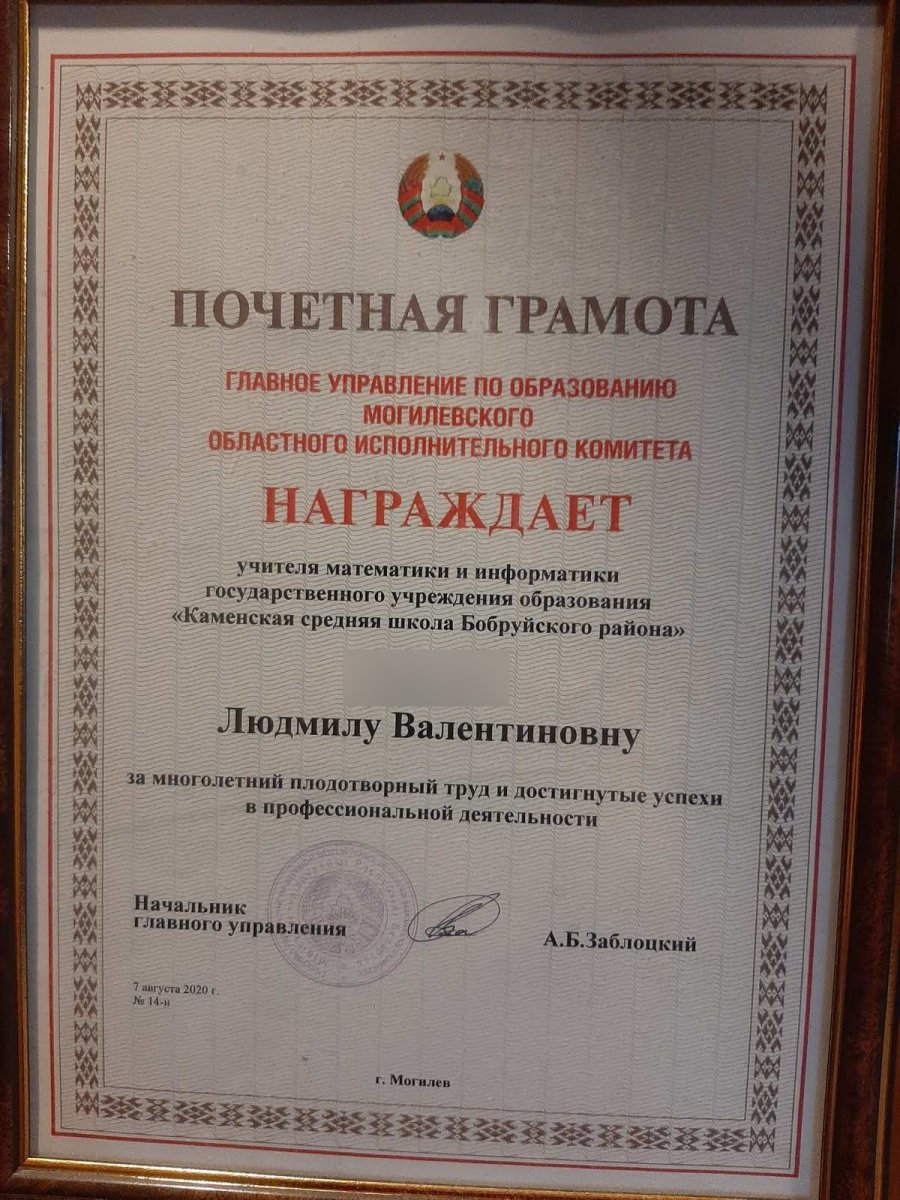 ПОЧЕТНАЯ ГРАМОТА
ГЛАВНОЕ УПРАВЛЕНИЕ ПО ОБРАЗОВАНИЮ
МОГИЛЕВСКОГО
ОБЛАСТНОГО ИСПОЛНИТЕЛЬНОГО КОМИТЕТА
НАГРАЖДАЕТ
учителя математики и информатики
государственного учреждения образования
«Каменская средняя школа Бобруйского района»
Людмилу Валентиновну
за многолетний плодотворный труд и достигнутые успехи
в профессиональной деятельности
Начальник
главного управления
А.Б.Заблоцкий
7 августа 2020 г.
№ 14-н
г. Могилев